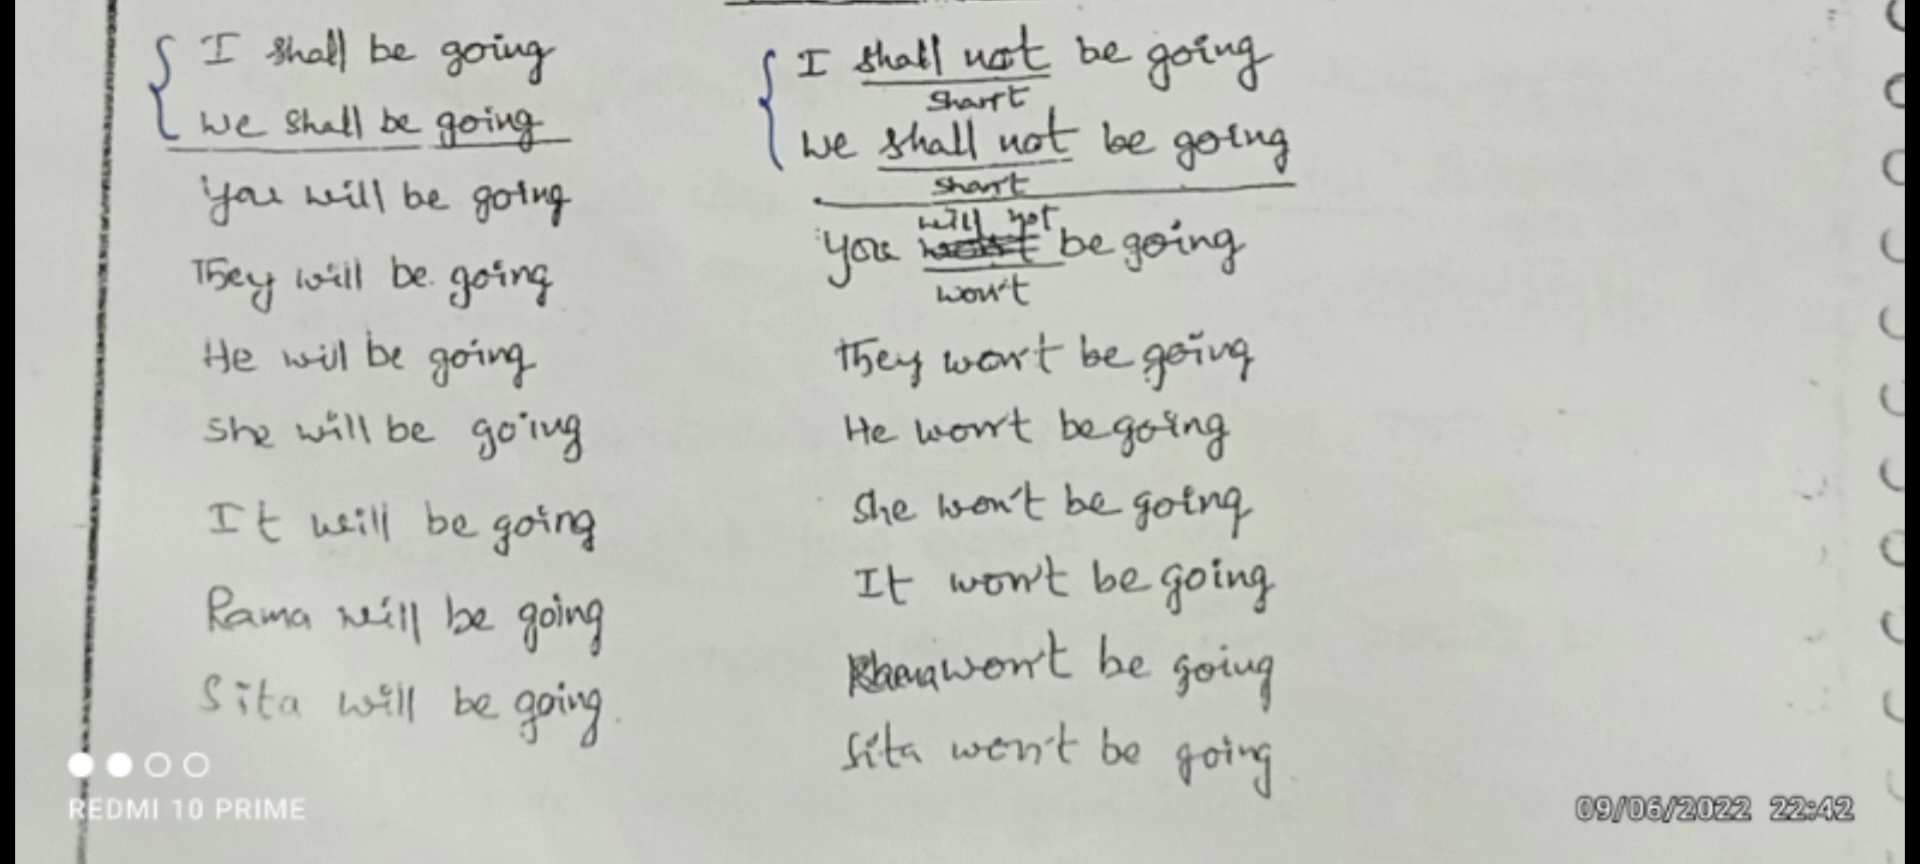 I shall be going
we shall be going
You will be going
They will be going
He will be going
She will be going
It will be going
Rama will be going
Sita will be going.
I shall not be going
shan't
we shall not be going
shan't
will not
you be going
won't
They won't be going
He won't be going
She won't be going
It won't be going
Rama won't be going
Sita won't be going
REDMI 10 PRIME
09/06/2022 22:42